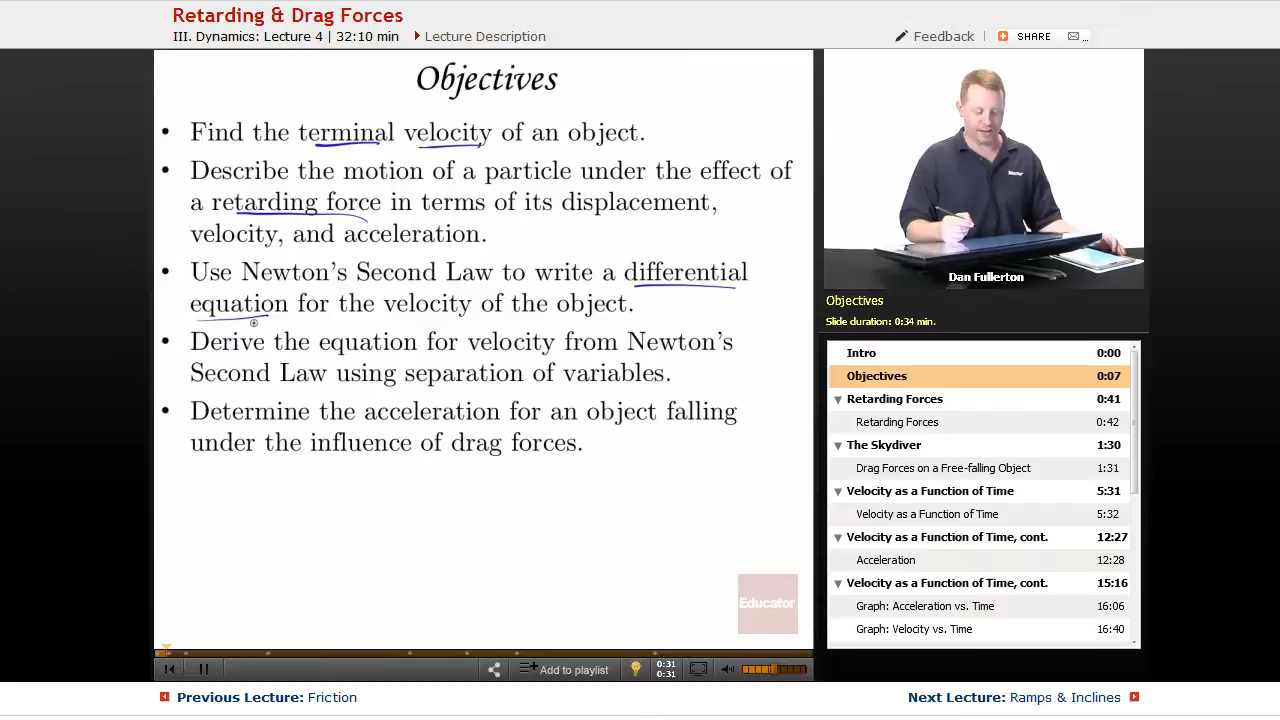 Retarding & Drag Forces
III. Dynamics: Lecture 4 | 32:10 min
Lecture Description
Feedback
SHARE
Objectives
• Find the terminal velocity of an object.
• Describe the motion of a particle under the effect of
a retarding force in terms of its displacement,
velocity, and acceleration.
• Use Newton's Second Law to write a differential
equation for the velocity of the object.
• Derive the equation for velocity from Newton's
Second Law using separation of variables.
• Determine the acceleration for an object falling
under the influence of drag forces.
Educator
Dan Fullerton
Objectives
Slide duration: 0:34 min.
Intro 0:00
Objectives 0:07
Retarding Forces 0:41
Retarding Forces 0:42
The Skydiver 1:30
Drag Forces on a Free-falling Object 1:31
Velocity as a Function of Time 5:31
Velocity as a Function of Time 5:32
Velocity as a Function of Time, cont. 12:27
Acceleration 12:28
Velocity as a Function of Time, cont. 15:16
Graph: Acceleration vs. Time 16:06
Graph: Velocity vs. Time 16:40
Add to playlist
0:31
0:31
Previous Lecture: Friction
Next Lecture: Ramps & Inclines